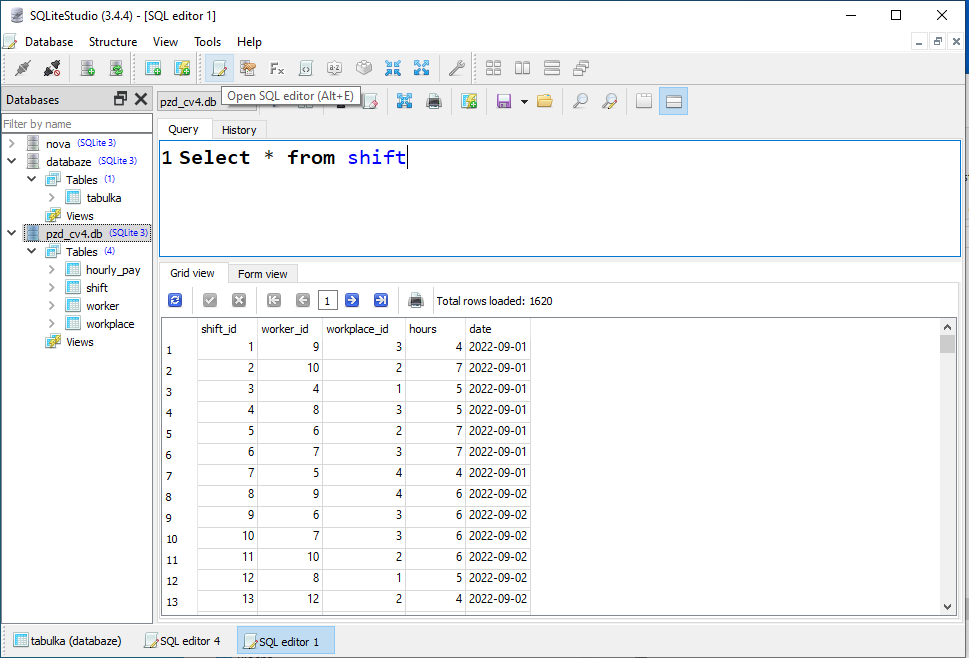 SQLiteStudio (3.4.4) - [SQL editor 1]
Database Structure View Tools Help
Open SQL editor (Alt+E)
Databases
pzd_cv4.db
Filter by name
Query History
nova (SQLite 3)
databaze (SQLite 3)
Tables (1)
tabulka
Views
pzd_cv4.db (SQLite 3)
Tables (4)
hourly_pay
shift
worker
workplace
Views
1 Select * from shift
Grid view Form view
1 Total rows loaded: 1620
shift_id worker_id workplace_id hours date
1 1 9 3 4 2022-09-01
2 2 10 2 7 2022-09-01
3 3 4 1 5 2022-09-01
4 4 8 3 5 2022-09-01
5 5 6 2 7 2022-09-01
6 6 7 3 7 2022-09-01
7 7 5 4 4 2022-09-01
8 8 9 4 6 2022-09-02
9 9 6 3 6 2022-09-02
10 10 7 3 6 2022-09-02
11 11 10 2 6 2022-09-02
12 12 8 1 5 2022-09-02
13 13 12 2 4 2022-09-02
tabulka (databaze) SQL editor 4 SQL editor 1